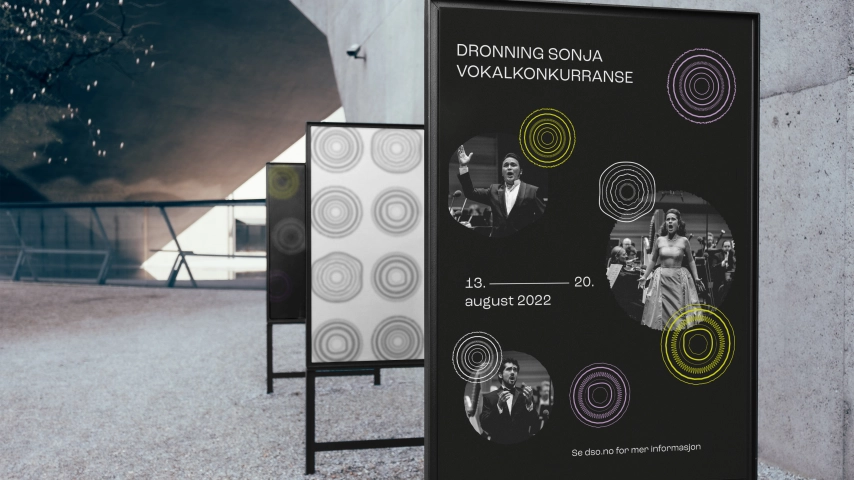 DRONNING SONJA
VOKALKONKURRANSE
13. 20.
august 2022
Se dso.no for mer informasjon